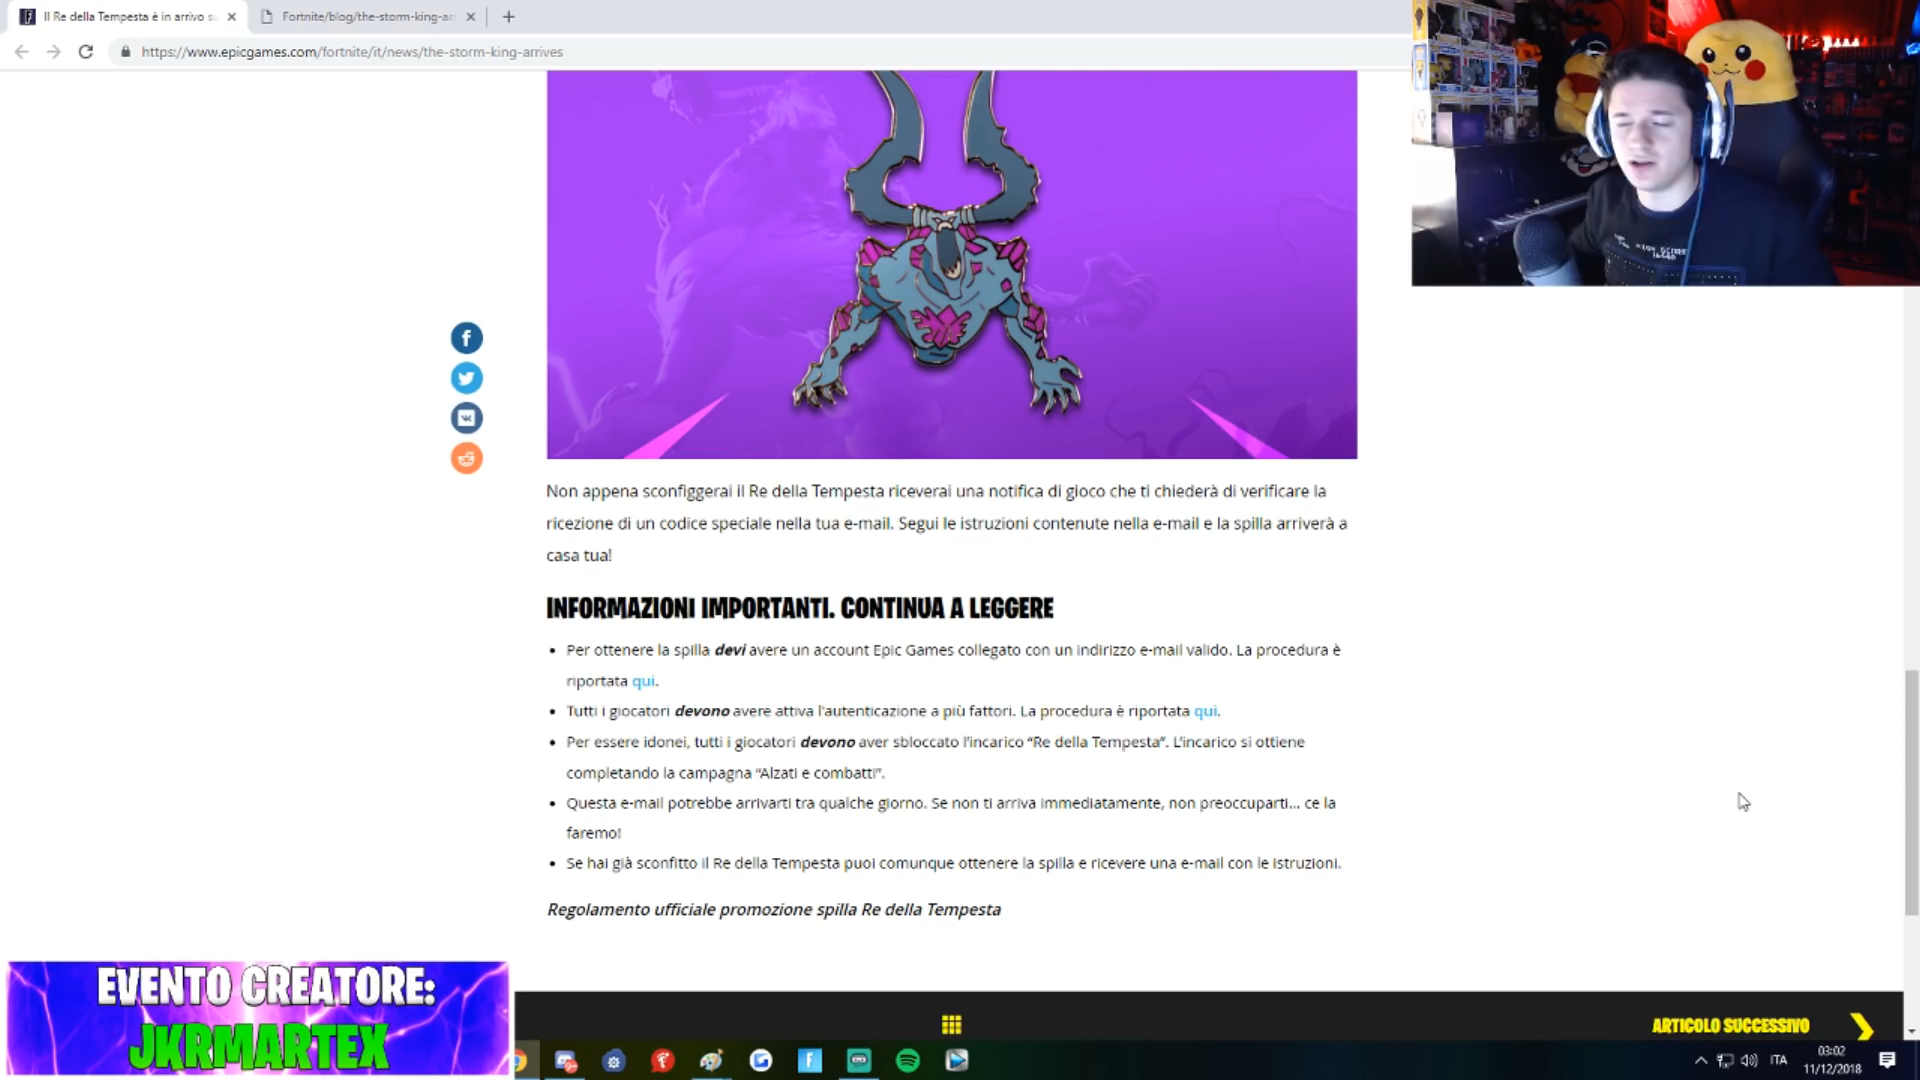 Il Re della Tempesta è in arrivo su
Fortnite/blog/the-storm-king-arr
https://www.epicgames.com/fortnite/it/news/the-storm-king-arrives
Non appena sconfiggerai il Re della Tempesta riceverai una notifica di gioco che ti chiederà di verificare la
ricezione di un codice speciale nella tua e-mail. Segui le istruzioni contenute nella e-mail e la spilla arriverà a
casa tua!
INFORMAZIONI IMPORTANTI. CONTINUA A LEGGERE
• Per ottenere la spilla devi avere un account Epic Games collegato con un indirizzo e-mail valido. La procedura è
riportata qui.
• Tutti i giocatori devono avere attiva l'autenticazione a più fattori. La procedura è riportata qui.
• Per essere idonei, tutti i giocatori devono aver sbloccato l'incarico “Re della Tempesta”. L'incarico si ottiene
completando la campagna “Alzati e combatti”.
• Questa e-mail potrebbe arrivarti tra qualche giorno. Se non ti arriva immediatamente, non preoccuparti... ce la
faremo!
• Se hai già sconfitto il Re della Tempesta puoi comunque ottenere la spilla e ricevere una e-mail con le istruzioni.
Regolamento ufficiale promozione spilla Re della Tempesta
EVENTO CREATORE:
JKRMARTEX
ARTICOLO SUCCESSIVO
ITA
03:02
11/12/2018